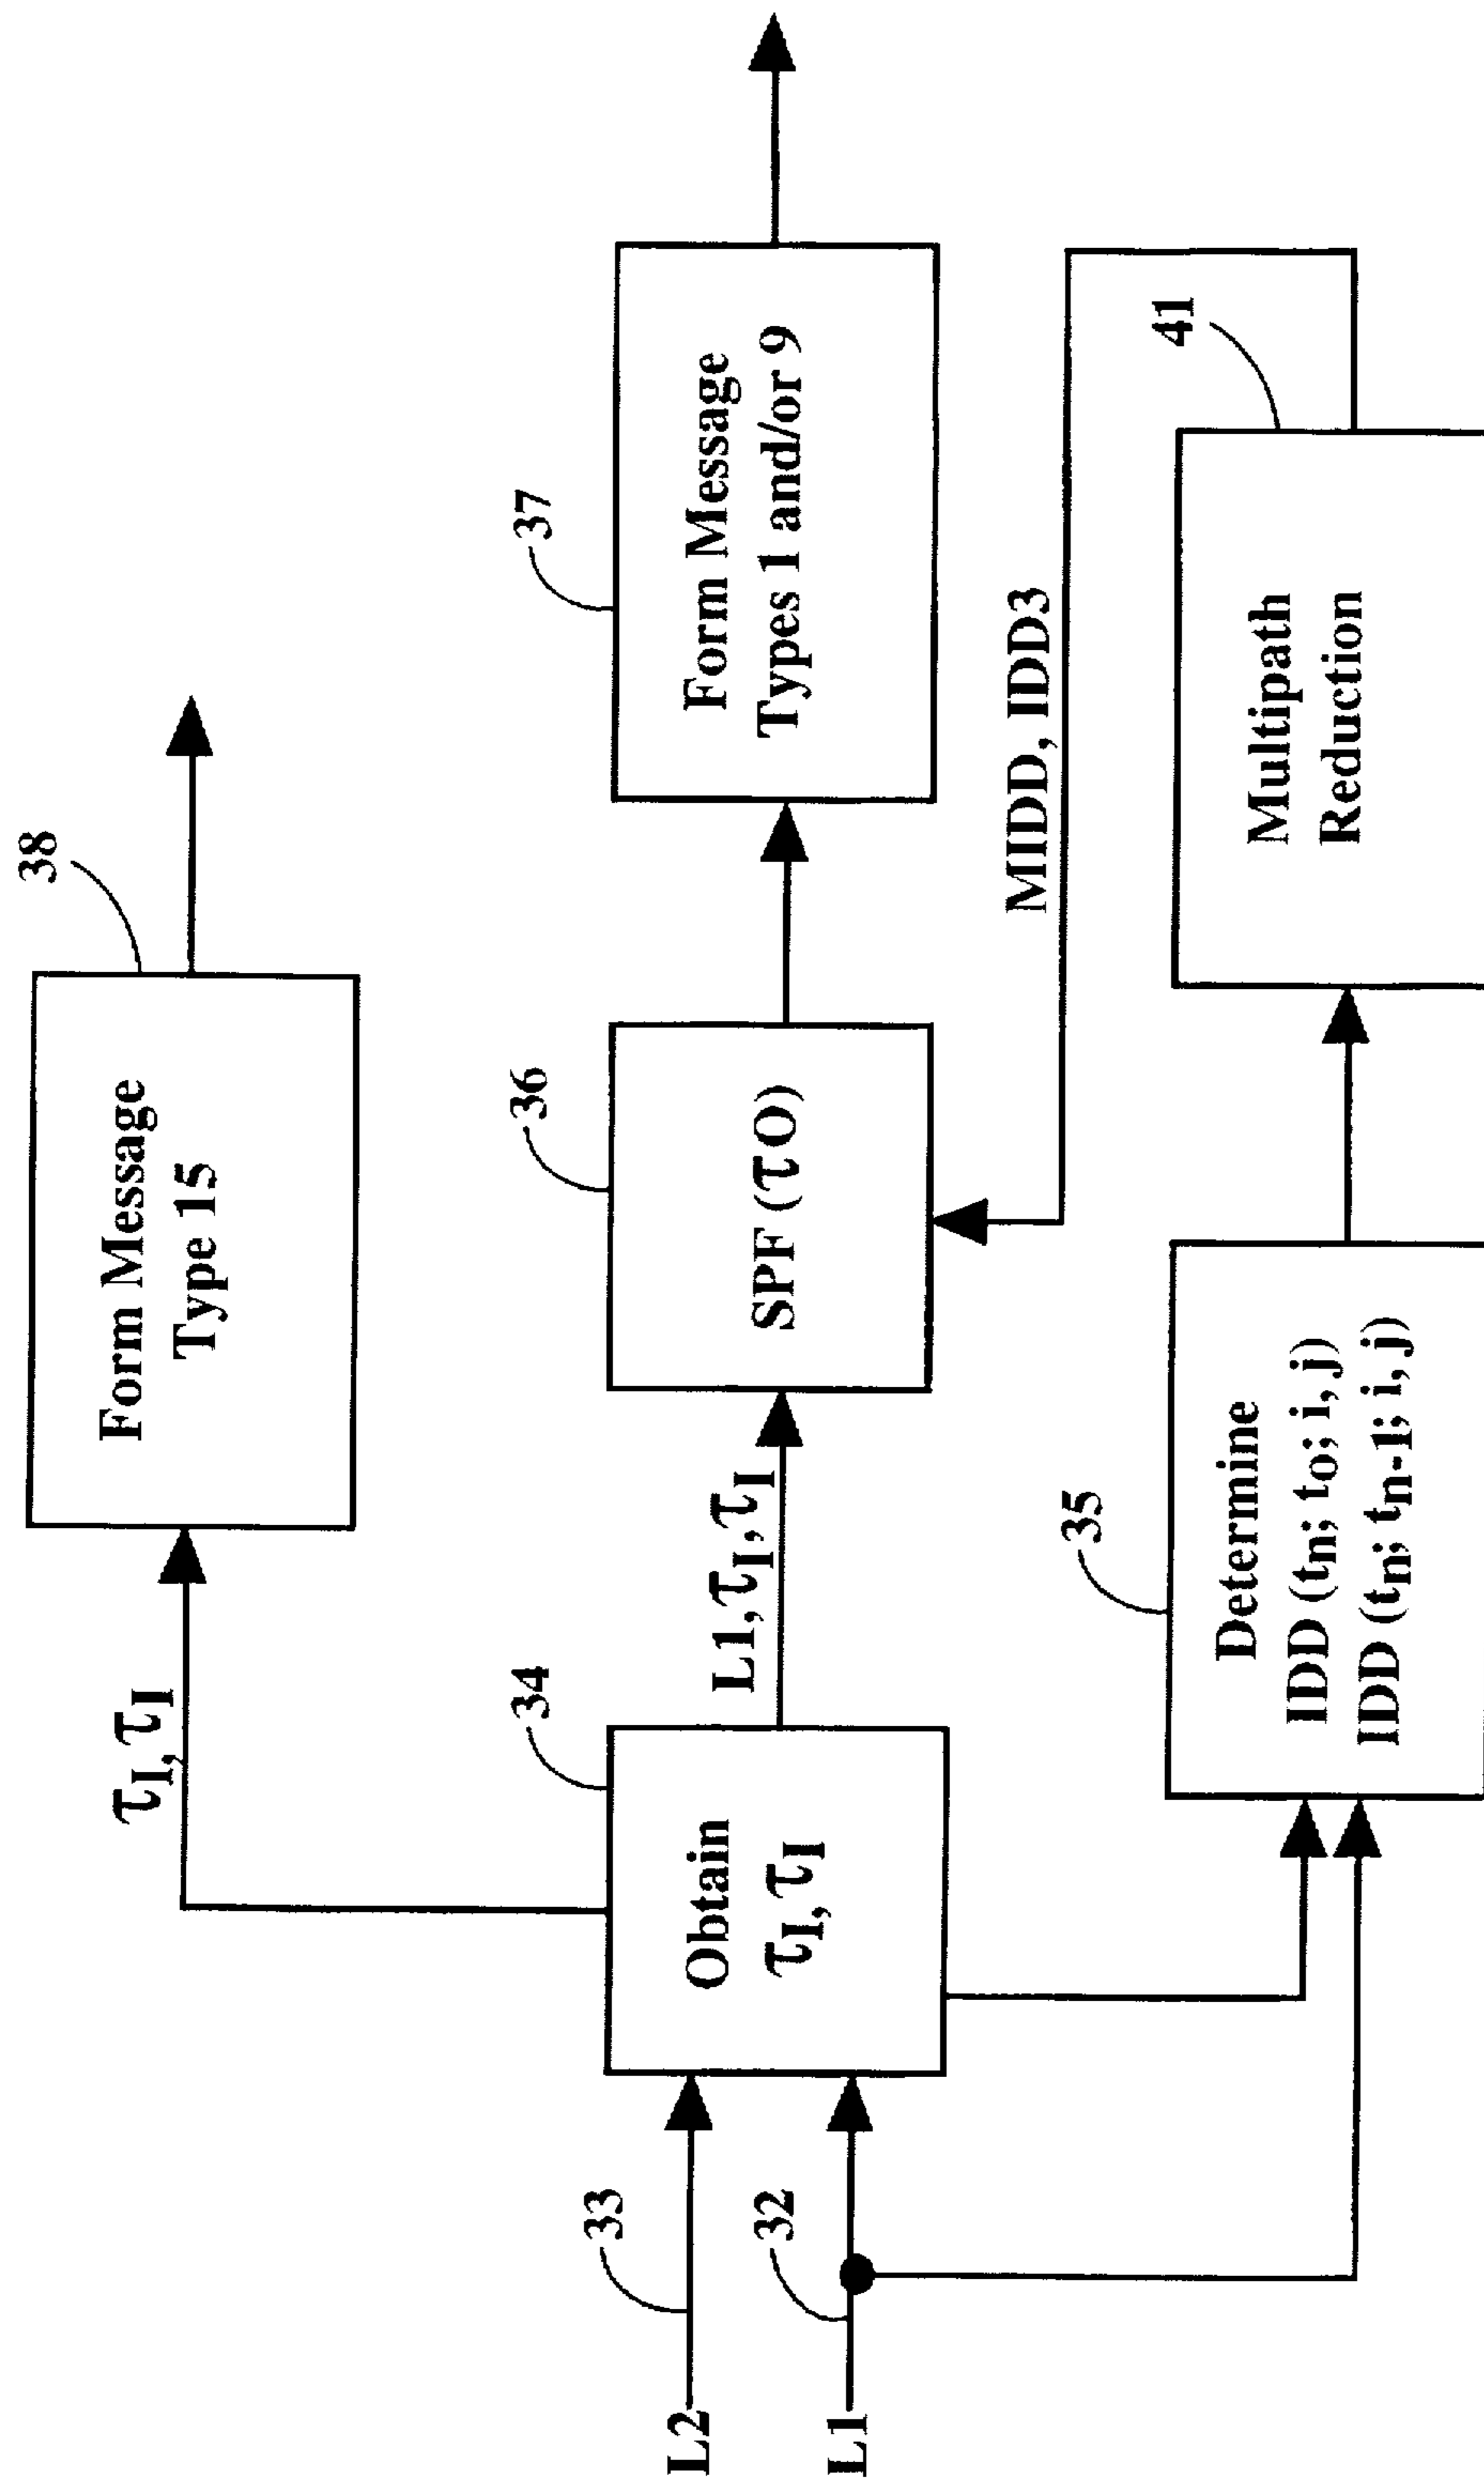 38
Form Message
Type 15
τI, τI
37
Form Message
Types 1 and/or 9
36
SPF (τO)
L1, τI, τI
34
Obtain
τI, τI
33
L2
32
L1
MIDD, IDD3
41
Multipath
Reduction
35
Determine
IDD (tn; to; i, j)
IDD (tn; tn-1; i, j)